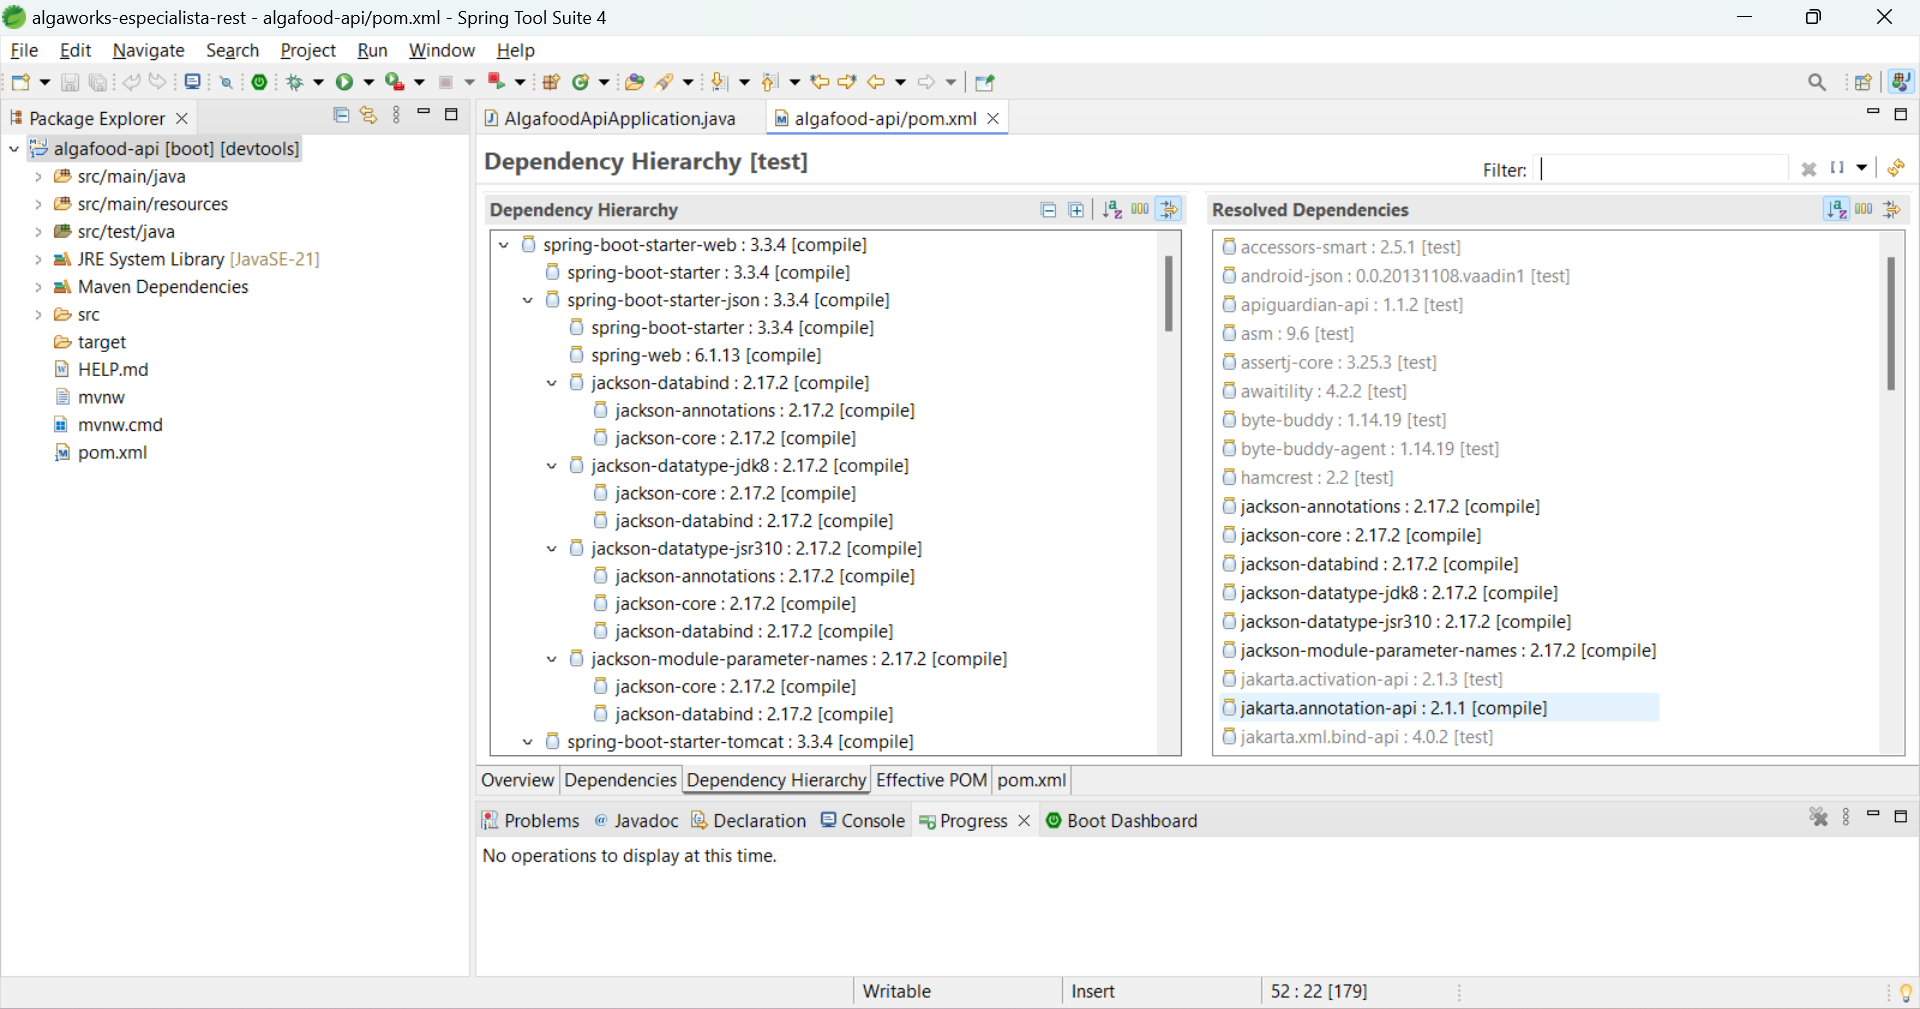 algaworks-especialista-rest - algafood-api/pom.xml - Spring Tool Suite 4
File Edit Navigate Search Project Run Window Help
Package Explorer
algafood-api [boot] [devtools]
src/main/java
src/main/resources
src/test/java
JRE System Library [JavaSE-21]
Maven Dependencies
src
target
HELP.md
mvnw
mvnw.cmd
pom.xml
AlgafoodApiApplication.java
algafood-api/pom.xml
Dependency Hierarchy [test]
Filter:
Dependency Hierarchy
spring-boot-starter-web : 3.3.4 [compile]
spring-boot-starter : 3.3.4 [compile]
spring-boot-starter-json : 3.3.4 [compile]
spring-boot-starter : 3.3.4 [compile]
spring-web : 6.1.13 [compile]
jackson-databind : 2.17.2 [compile]
jackson-annotations : 2.17.2 [compile]
jackson-core : 2.17.2 [compile]
jackson-datatype-jdk8 : 2.17.2 [compile]
jackson-core : 2.17.2 [compile]
jackson-databind : 2.17.2 [compile]
jackson-datatype-jsr310 : 2.17.2 [compile]
jackson-annotations : 2.17.2 [compile]
jackson-core : 2.17.2 [compile]
jackson-databind : 2.17.2 [compile]
jackson-module-parameter-names : 2.17.2 [compile]
jackson-core : 2.17.2 [compile]
jackson-databind : 2.17.2 [compile]
spring-boot-starter-tomcat : 3.3.4 [compile]
Resolved Dependencies
accessors-smart : 2.5.1 [test]
android-json : 0.0.20131108.vaadin1 [test]
apiguardian-api : 1.1.2 [test]
asm : 9.6 [test]
assertj-core : 3.25.3 [test]
awaitility : 4.2.2 [test]
byte-buddy : 1.14.19 [test]
byte-buddy-agent : 1.14.19 [test]
hamcrest : 2.2 [test]
jackson-annotations : 2.17.2 [compile]
jackson-core : 2.17.2 [compile]
jackson-databind : 2.17.2 [compile]
jackson-datatype-jdk8 : 2.17.2 [compile]
jackson-datatype-jsr310 : 2.17.2 [compile]
jackson-module-parameter-names : 2.17.2 [compile]
jakarta.activation-api : 2.1.3 [test]
jakarta.annotation-api : 2.1.1 [compile]
jakarta.xml.bind-api : 4.0.2 [test]
Overview Dependencies Dependency Hierarchy Effective POM pom.xml
Problems Javadoc Declaration Console Progress Boot Dashboard
No operations to display at this time.
Writable Insert 52 : 22 [179]